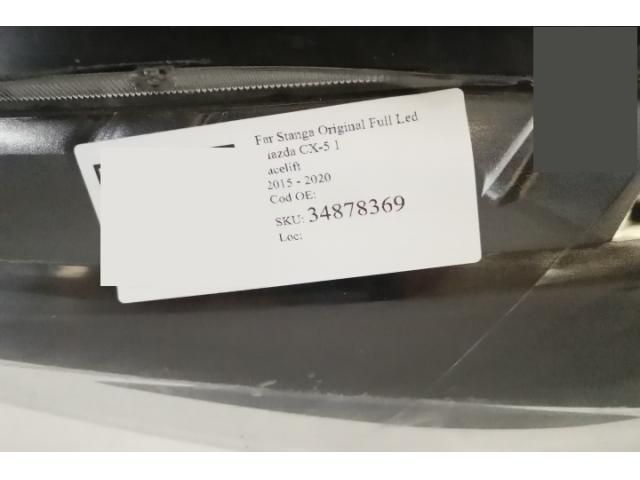 Far Stanga Original Full Led
iazda CX-5 1
acelift
2015 - 2020
Cod OE:
SKU: 34878369
Loc: